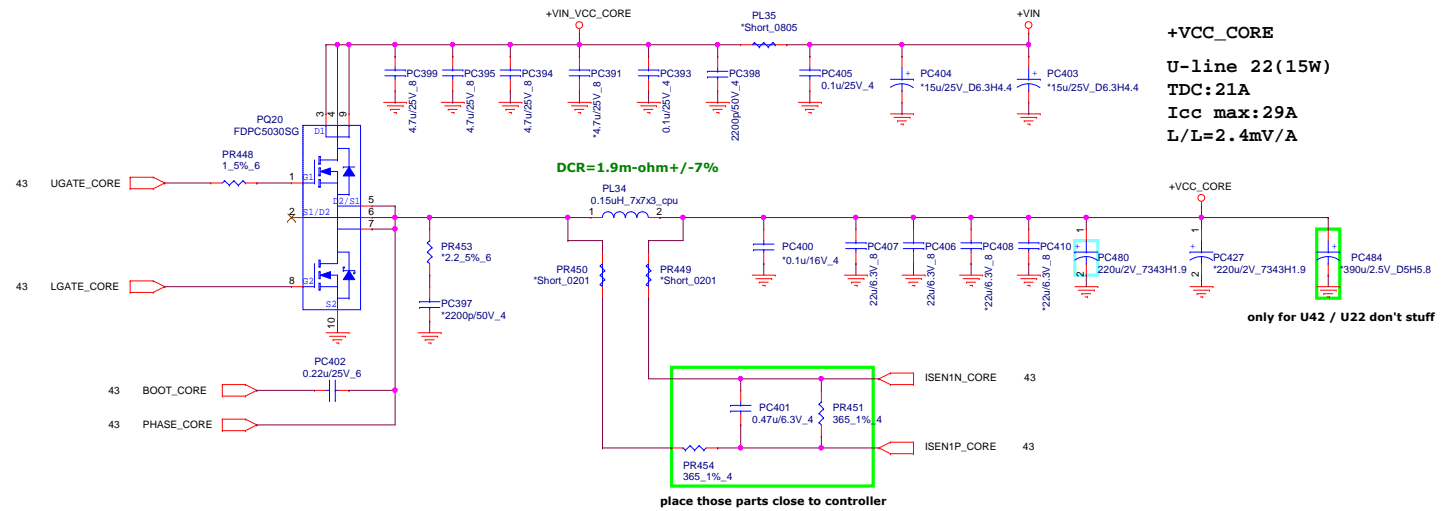 +VIN_VCC_CORE
PL35
*Short_0805
+VIN
+VCC_CORE
U-line 22(15W)
TDC:21A
Icc max:29A
L/L=2.4mV/A
PC399
4.7u/25V_8
PC395
4.7u/25V_8
PC394
4.7u/25V_8
PC391
*4.7u/25V_8
PC393
0.1u/25V_4
PC398
2200p/50V_4
PC405
0.1u/25V_4
PC404
*15u/25V_D6.3H4.4
PC403
*15u/25V_D6.3H4.4
+
+
PQ20
FDPC5030SG
3
4
9
D1
PR448
1_5%_6
43
UGATE_CORE
1
G1
D2/S1
5
2
S1/D2
6
7
DCR=1.9m-ohm+/-7%
PL34
0.15uH_7x7x3_cpu
1
2
+VCC_CORE
PR453
*2.2_5%_6
43
LGATE_CORE
8
G2
S2
10
PC397
*2200p/50V_4
PR450
*Short_0201
PR449
*Short_0201
PC400
*0.1u/16V_4
PC407
22u/6.3V_8
PC406
22u/6.3V_8
PC408
*22u/6.3V_8
PC410
*22u/6.3V_8
1
+
PC480
220u/2V_7343H1.9
2
1
+
PC427
*220u/2V_7343H1.9
2
+
PC484
*390u/2.5V_D5H5.8
only for U42 / U22 don't stuff
PC402
0.22u/25V_6
43
BOOT_CORE
43
PHASE_CORE
ISEN1N_CORE
43
PC401
0.47u/6.3V_4
PR451
365_1%_4
ISEN1P_CORE
43
PR454
365_1%_4
place those parts close to controller